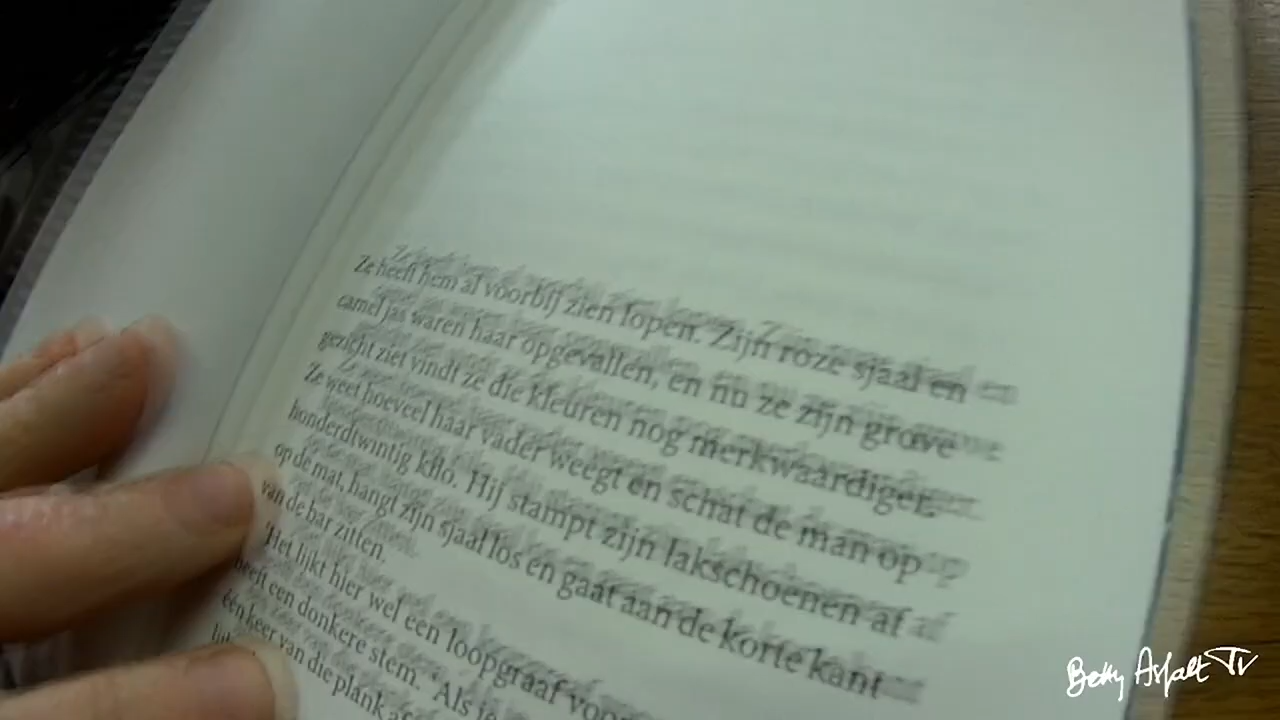 Ze heeft hem al voorbij zien lopen. Zijn roze sjaal en
camel jas waren haar opgevallen, en nu ze zijn grove
gezicht ziet vindt ze die kleuren nog merkwaardiger.
Ze weet hoeveel haar vader weegt en schat de man op
honderdtwintig kilo. Hij stampt zijn lakschoenen af
op de mat, hangt zijn sjaal los en gaat aan de korte kant
van de bar zitten.
'Het lijkt hier wel een loopgraaf
heeft een donkere stem. 'Als je
één keer van die plank af
Betty Asfalt TV